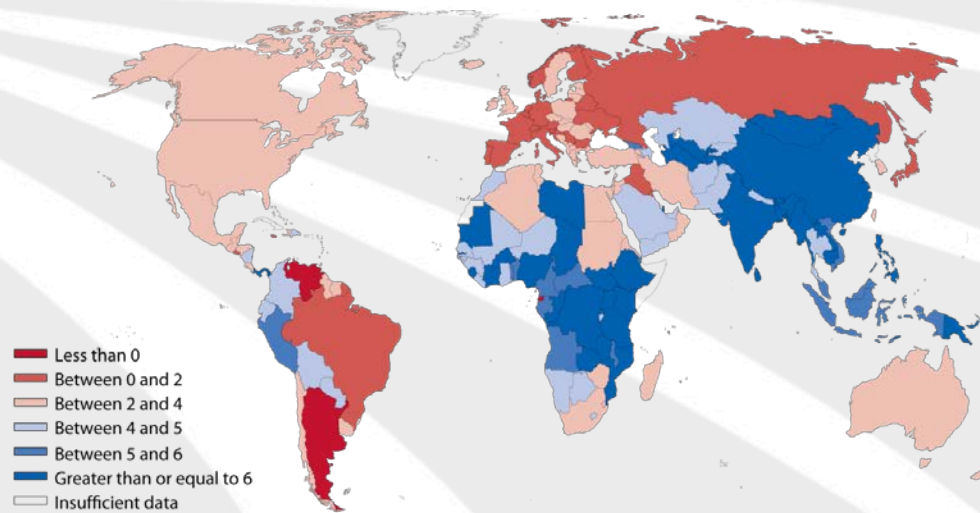 Less than 0
Between 0 and 2
Between 2 and 4
Between 4 and 5
Between 5 and 6
Greater than or equal to 6
Insufficient data